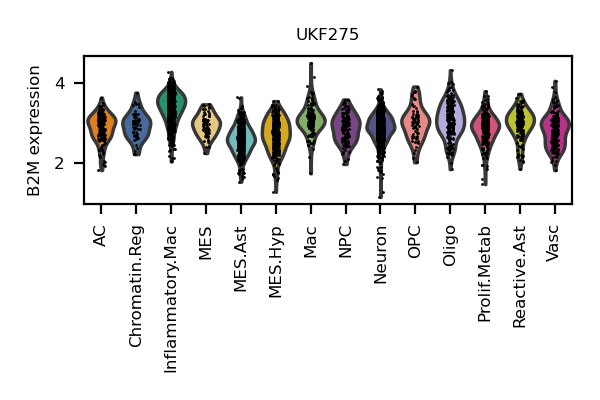 UKF275
B2M expression
4
2
AC
Chromatin.Reg
Inflammatory.Mac
MES
MES.Ast
MES.Hyp
Mac
NPC
Neuron
OPC
Oligo
Prolif.Metab
Reactive.Ast
Vasc